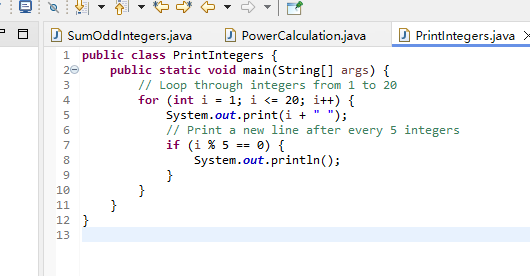 SumOddIntegers.java PowerCalculation.java PrintIntegers.java
1 public class PrintIntegers {
2 public static void main(String[] args) {
3 // Loop through integers from 1 to 20
4 for (int i = 1; i <= 20; i++) {
5 System.out.print(i + " ");
6 // Print a new line after every 5 integers
7 if (i % 5 == 0) {
8 System.out.println();
9 }
10 }
11 }
12 }
13